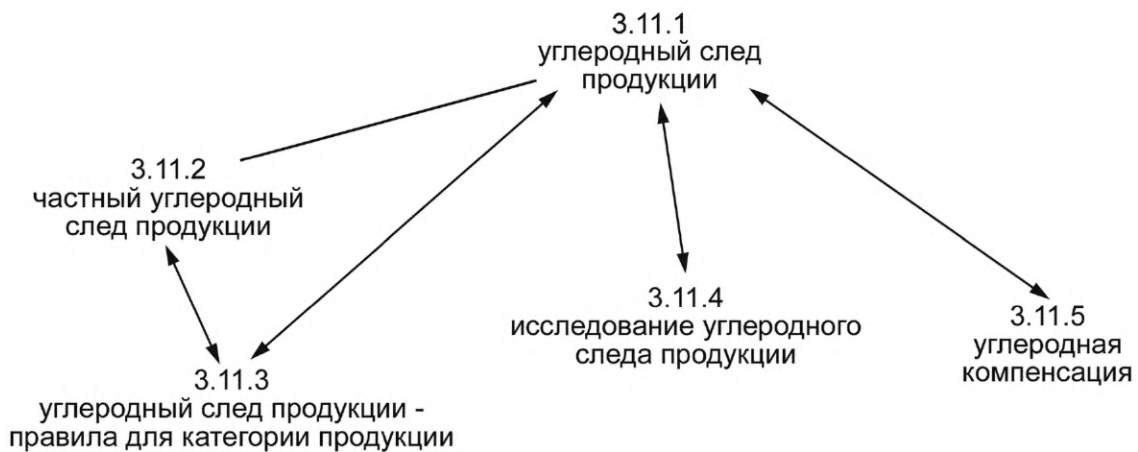 3.11.1
углеродный след
продукции
3.11.2
частный углеродный
след продукции
3.11.3
углеродный след продукции -
правила для категории продукции
3.11.4
исследование углеродного
следа продукции
3.11.5
углеродная
компенсация